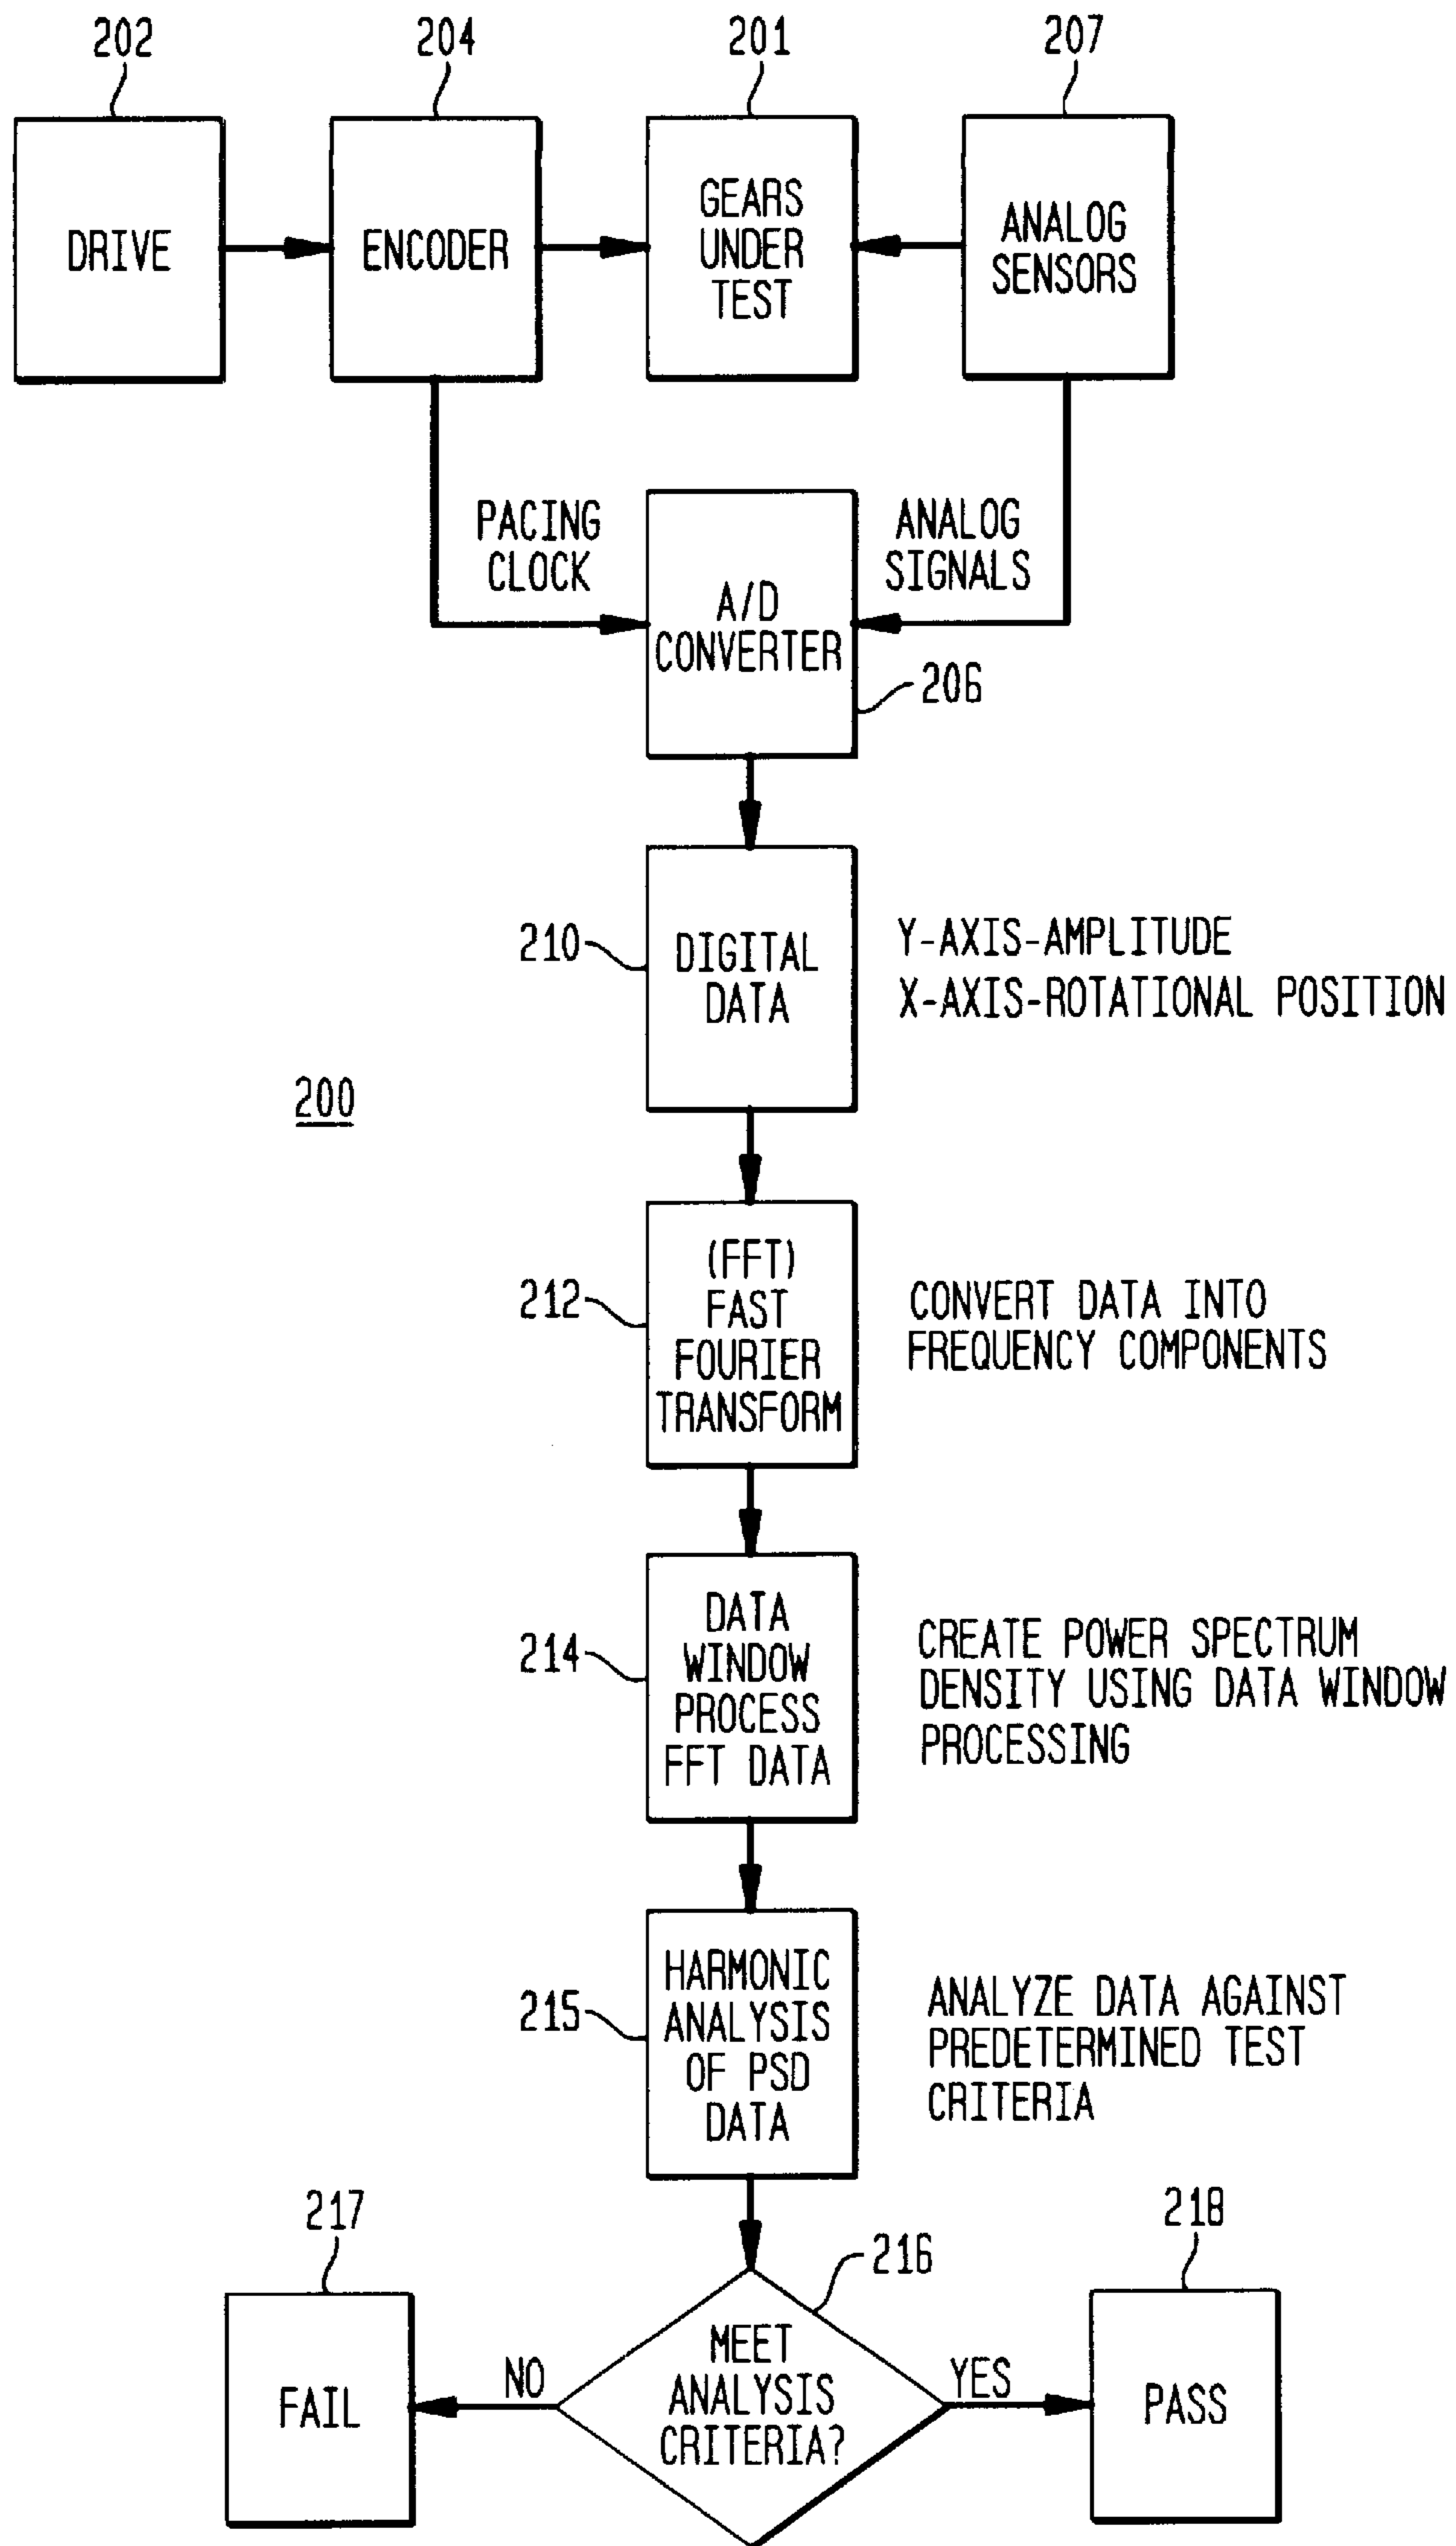 202
204
201
207
DRIVE
ENCODER
GEARS
UNDER
TEST
ANALOG
SENSORS
PACING
CLOCK
ANALOG
SIGNALS
A/D
CONVERTER
206
210
DIGITAL
DATA
Y-AXIS-AMPLITUDE
X-AXIS-ROTATIONAL POSITION
200
212
(FFT)
FAST
FOURIER
TRANSFORM
CONVERT DATA INTO
FREQUENCY COMPONENTS
214
DATA
WINDOW
PROCESS
FFT DATA
CREATE POWER SPECTRUM
DENSITY USING DATA WINDOW
PROCESSING
215
HARMONIC
ANALYSIS
OF PSD
DATA
ANALYZE DATA AGAINST
PREDETERMINED TEST
CRITERIA
217
216
218
FAIL
NO
MEET
ANALYSIS
CRITERIA?
YES
PASS